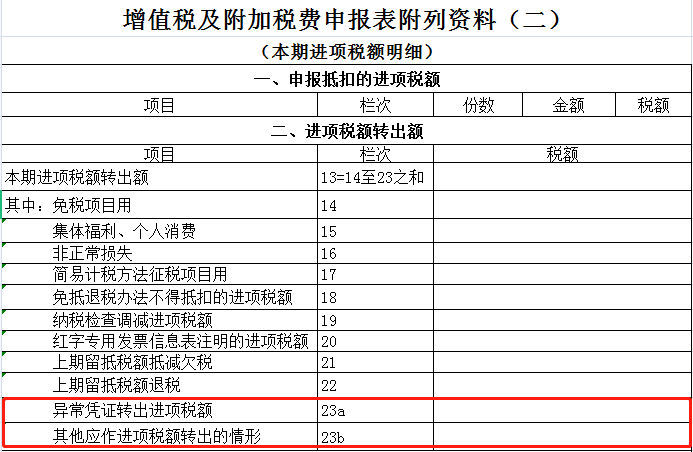 增值税及附加税费申报表附列资料（二）
（本期进项税额明细）
一、申报抵扣的进项税额
项目 栏次 份数 金额 税额
二、进项税额转出额
项目 栏次 税额
本期进项税额转出额 13=14至23之和
其中：免税项目用 14
集体福利、个人消费 15
非正常损失 16
简易计税方法征税项目用 17
免抵退税办法不得抵扣的进项税额 18
纳税检查调减进项税额 19
红字专用发票信息表注明的进项税额 20
上期留抵税额抵减欠税 21
上期留抵税额退税 22
异常凭证转出进项税额 23a
其他应作进项税额转出的情形 23b